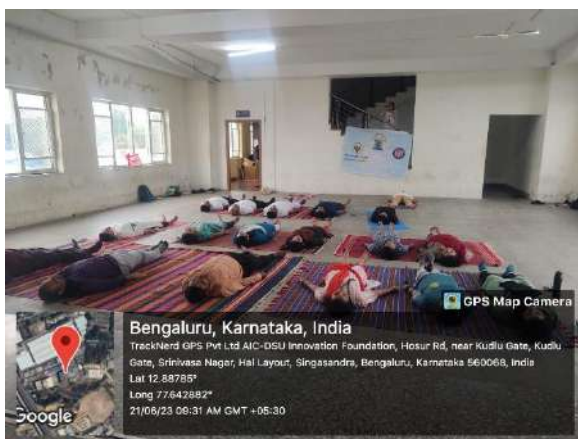 GPS Map Camera
Bengaluru, Karnataka, India
TrackNerd GPS Pvt Ltd AIC-DSU Innovation Foundation, Hosur Rd, near Kudlu Gate, Kudlu
Gate, Srinivasa Nagar, Hal Layout, Singasandra, Bengaluru, Karnataka 560068, India
Lat 12.88785°
Long 77.642882°
21/06/23 09:31 AM GMT +05:30
Google